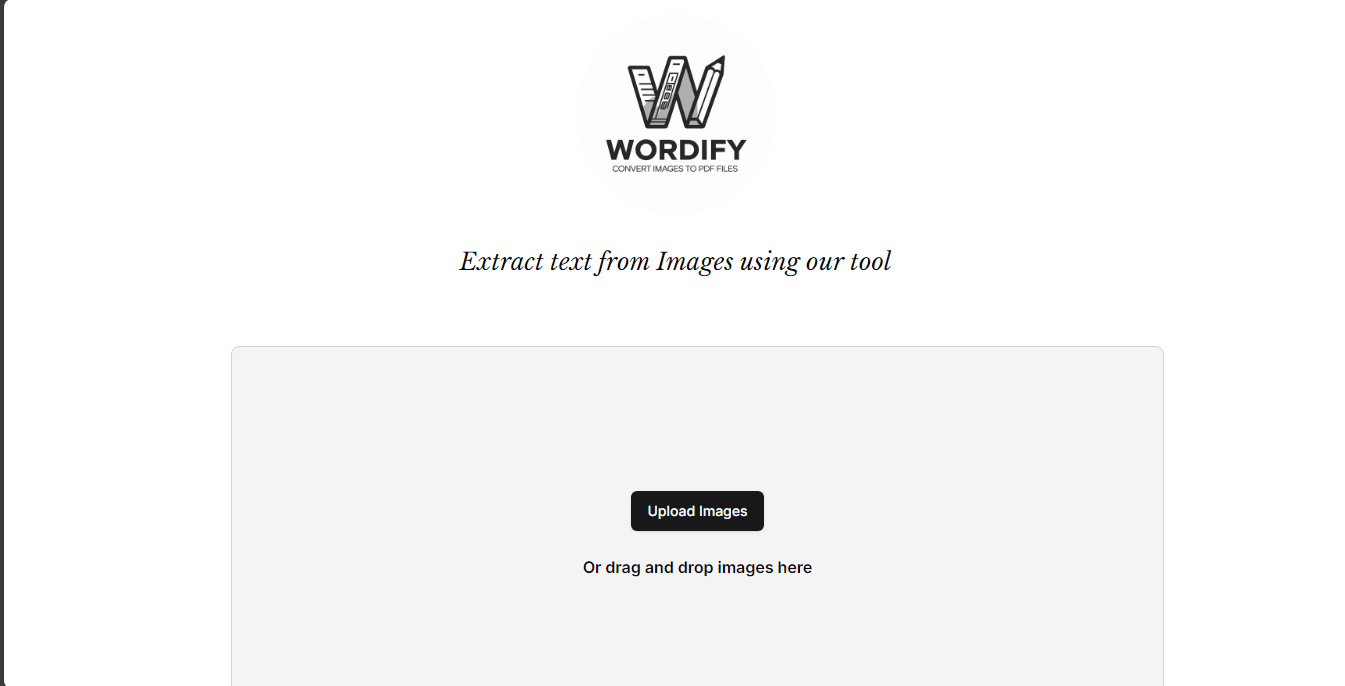 WORDIFY
CONVERT IMAGES TO PDF FILES
Extract text from Images using our tool
Upload Images
Or drag and drop images here